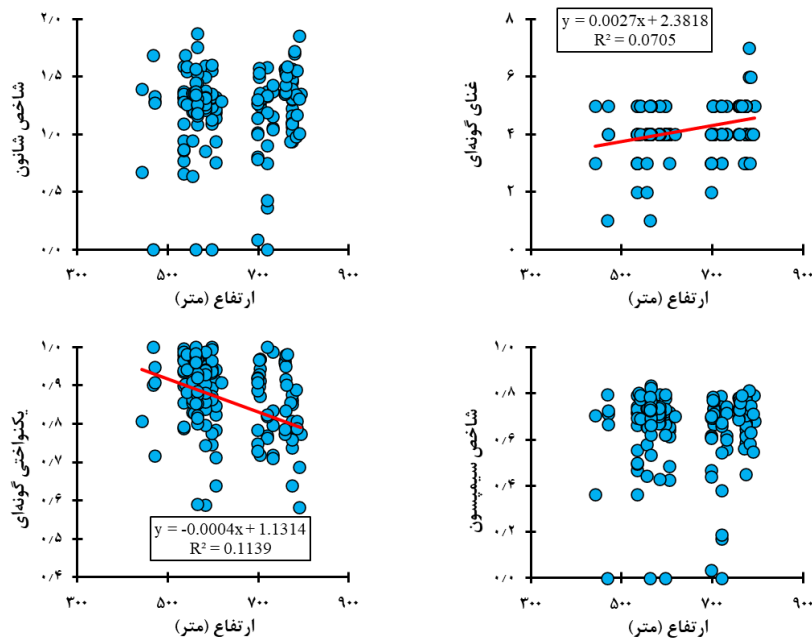 شاخص شانون
۲/۰
۱/۵
۱/۰
۰/۵
۰/۰
۳۰۰ ۵۰۰ ۷۰۰ ۹۰۰
ارتفاع (متر)
غنای گونه‌ای
۸
۶
۴
۲
۰
y = 0.0027x + 2.3818
R² = 0.0705
۳۰۰ ۵۰۰ ۷۰۰ ۹۰۰
ارتفاع (متر)
یکنواختی گونه‌ای
۱/۰
۰/۹
۰/۸
۰/۷
۰/۶
۰/۵
۰/۴
y = -0.0004x + 1.1314
R² = 0.1139
۳۰۰ ۵۰۰ ۷۰۰ ۹۰۰
ارتفاع (متر)
شاخص سیمپسون
۱/۰
۰/۸
۰/۶
۰/۴
۰/۲
۰/۰
۳۰۰ ۵۰۰ ۷۰۰ ۹۰۰
ارتفاع (متر)